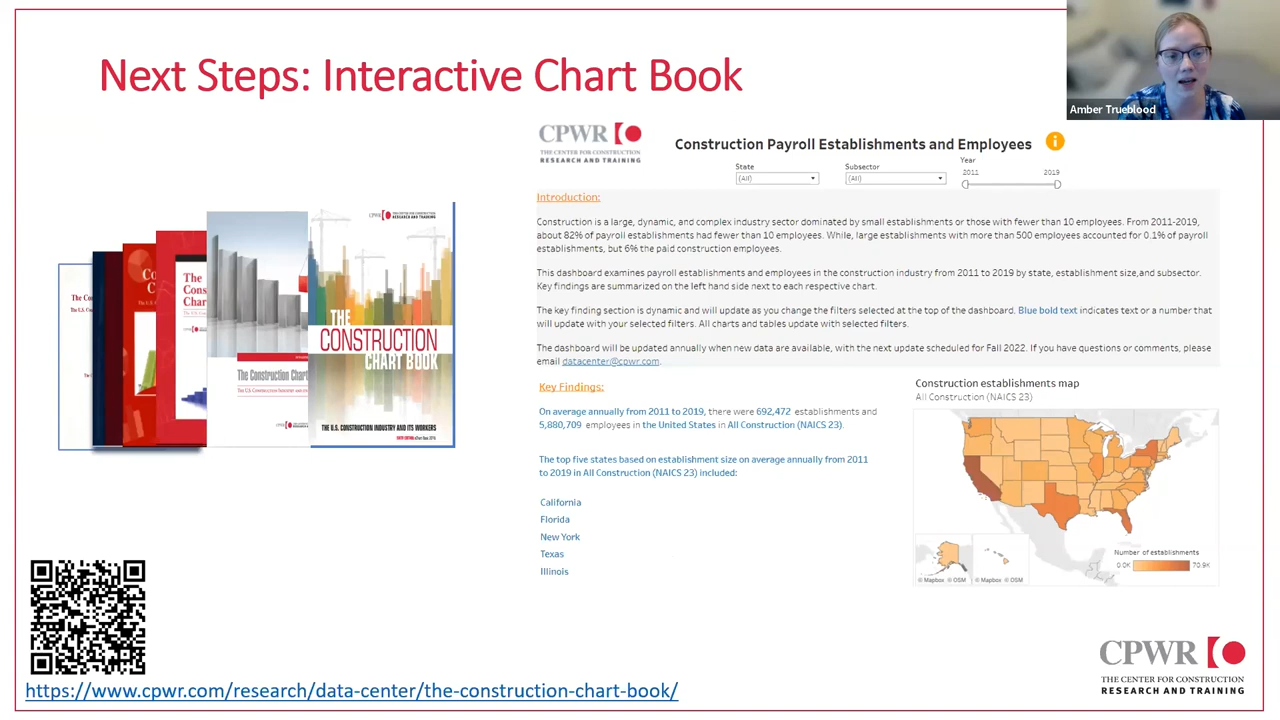 Next Steps: Interactive Chart Book
Amber Trueblood
CPWR
THE CENTER FOR CONSTRUCTION
RESEARCH AND TRAINING
Construction Payroll Establishments and Employees
i
State
(All)
Subsector
(All)
Year
2011
2019
Introduction:
Construction is a large, dynamic, and complex industry sector dominated by small establishments or those with fewer than 10 employees. From 2011-2019,
about 82% of payroll establishments had fewer than 10 employees. While, large establishments with more than 500 employees accounted for 0.1% of payroll
establishments, but 6% the paid construction employees.
This dashboard examines payroll establishments and employees in the construction industry from 2011 to 2019 by state, establishment size,and subsector.
Key findings are summarized on the left hand side next to each respective chart.
The key finding section is dynamic and will update as you change the filters selected at the top of the dashboard. Blue bold text indicates text or a number that
will update with your selected filters. All charts and tables update with selected filters.
The dashboard will be updated annually when new data are available, with the next update scheduled for Fall 2022. If you have questions or comments, please
email datacenter@cpwr.com.
Key Findings:
On average annually from 2011 to 2019, there were 692,472 establishments and
5,880,709 employees in the United States in All Construction (NAICS 23).
The top five states based on establishment size on average annually from 2011
to 2019 in All Construction (NAICS 23) included:
California
Florida
New York
Texas
Illinois
Construction establishments map
All Construction (NAICS 23)
Number of establishments
0.0K
70.9K
© Mapbox © OSM
© Mapbox © OSM
The
Cons
Char
The Construction Chart
THE
CONSTRUCTION
CHART BOOK
THE U.S. CONSTRUCTION INDUSTRY AND ITS WORKERS
https://www.cpwr.com/research/data-center/the-construction-chart-book/
CPWR
THE CENTER FOR CONSTRUCTION
RESEARCH AND TRAINING